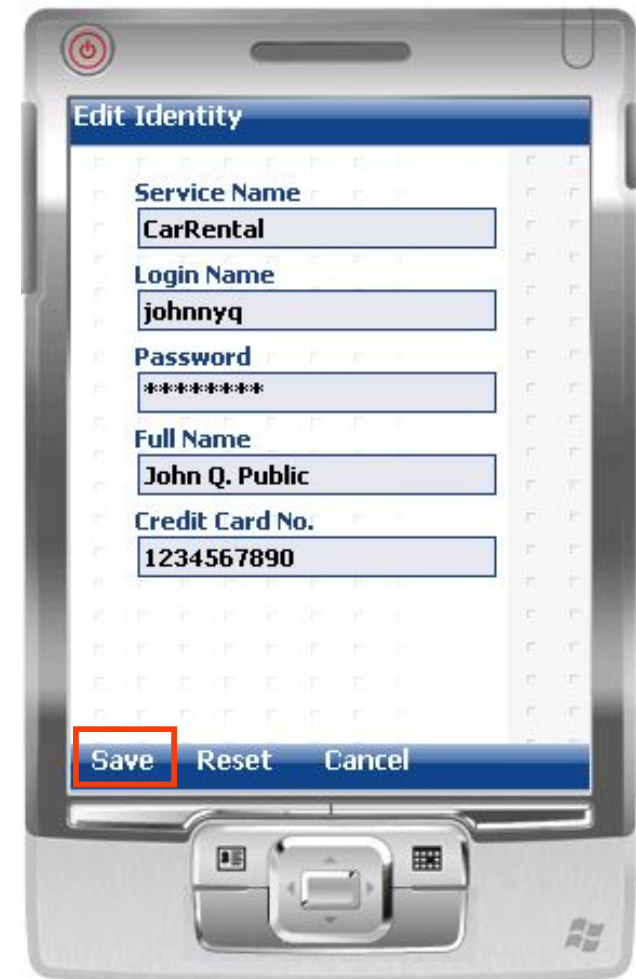 Edit Identity
Service Name
CarRental
Login Name
johnnyq
Password
********
Full Name
John Q. Public
Credit Card No.
1234567890
Save Reset Cancel